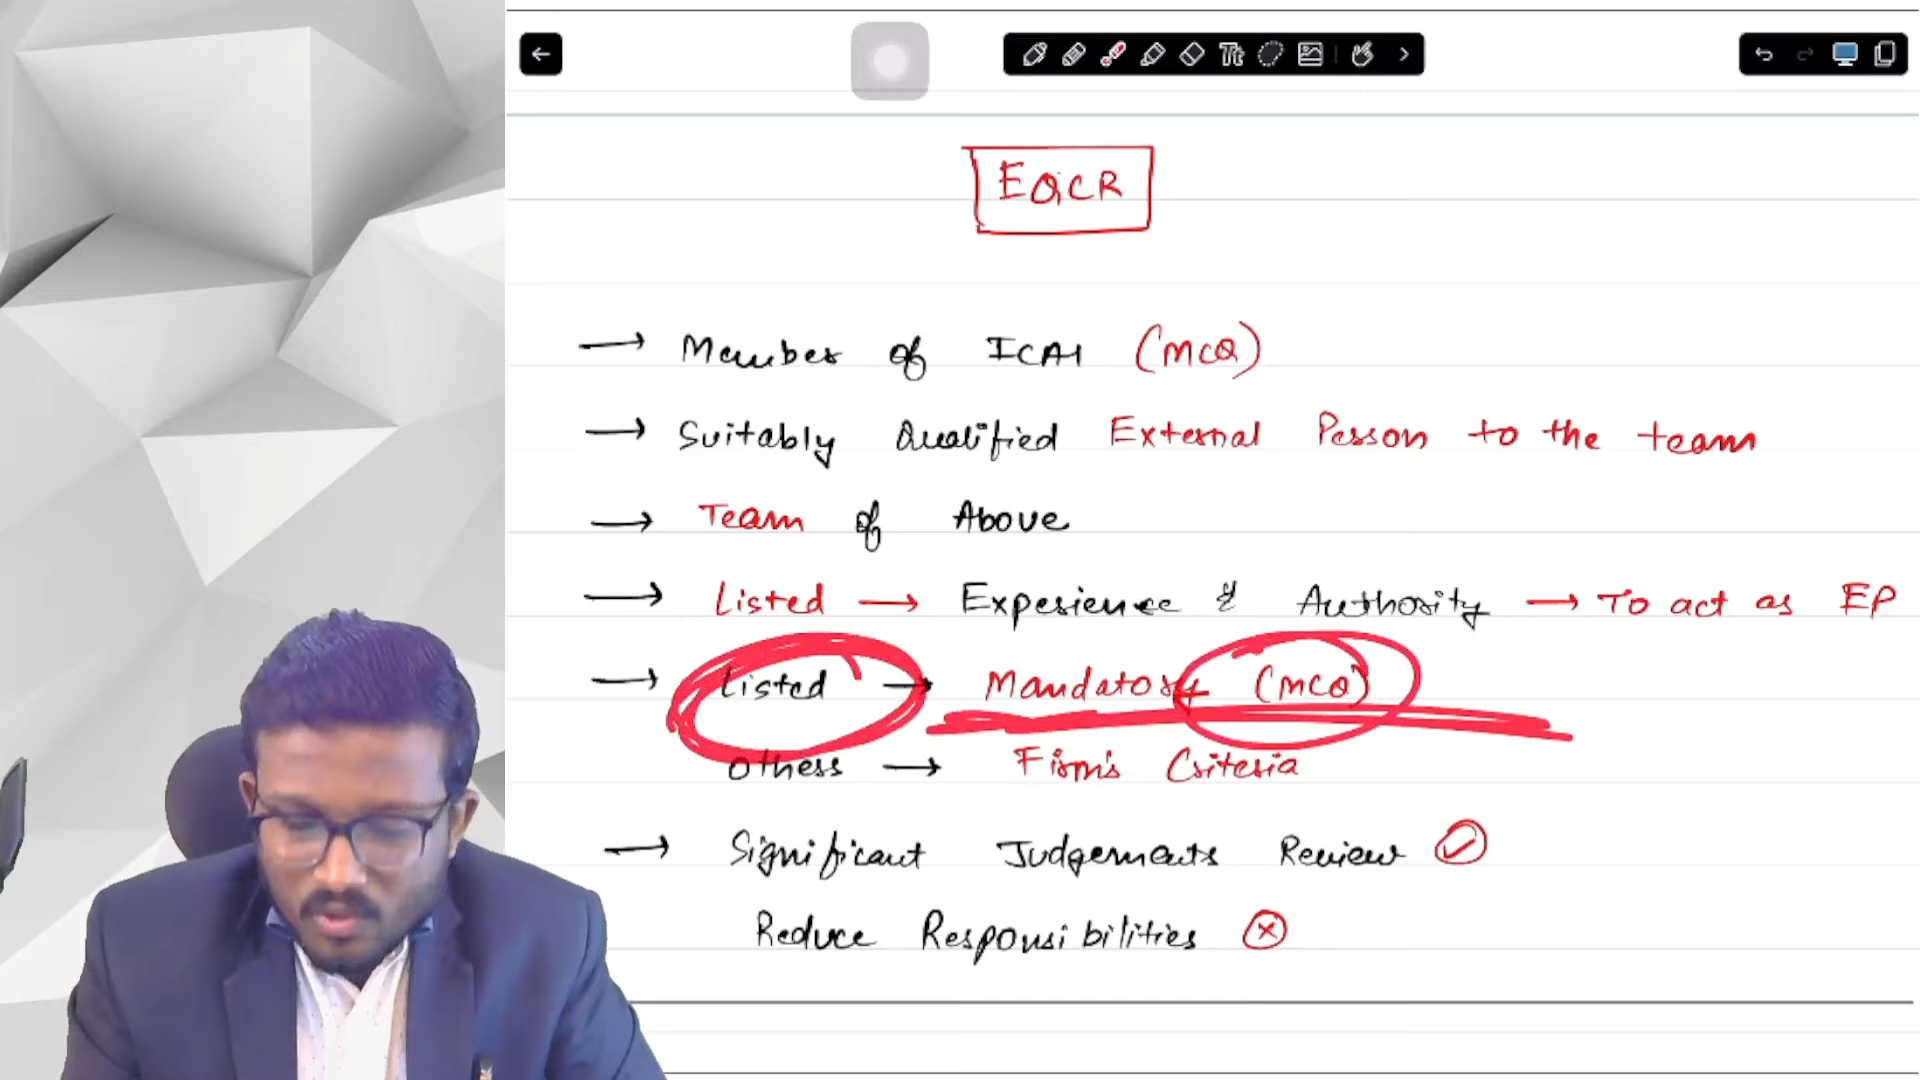 EQCR
→ Member of ICAI (MCQ)
→ Suitably Qualified External Person to the team
→ Team of Above
→ Listed → Experience & Authority → To act as EP
→ Listed → Mandatory (MCQ)
Others → Firm's Criteria
→ Significant Judgements Review ✓
Reduce Responsibilities ✗